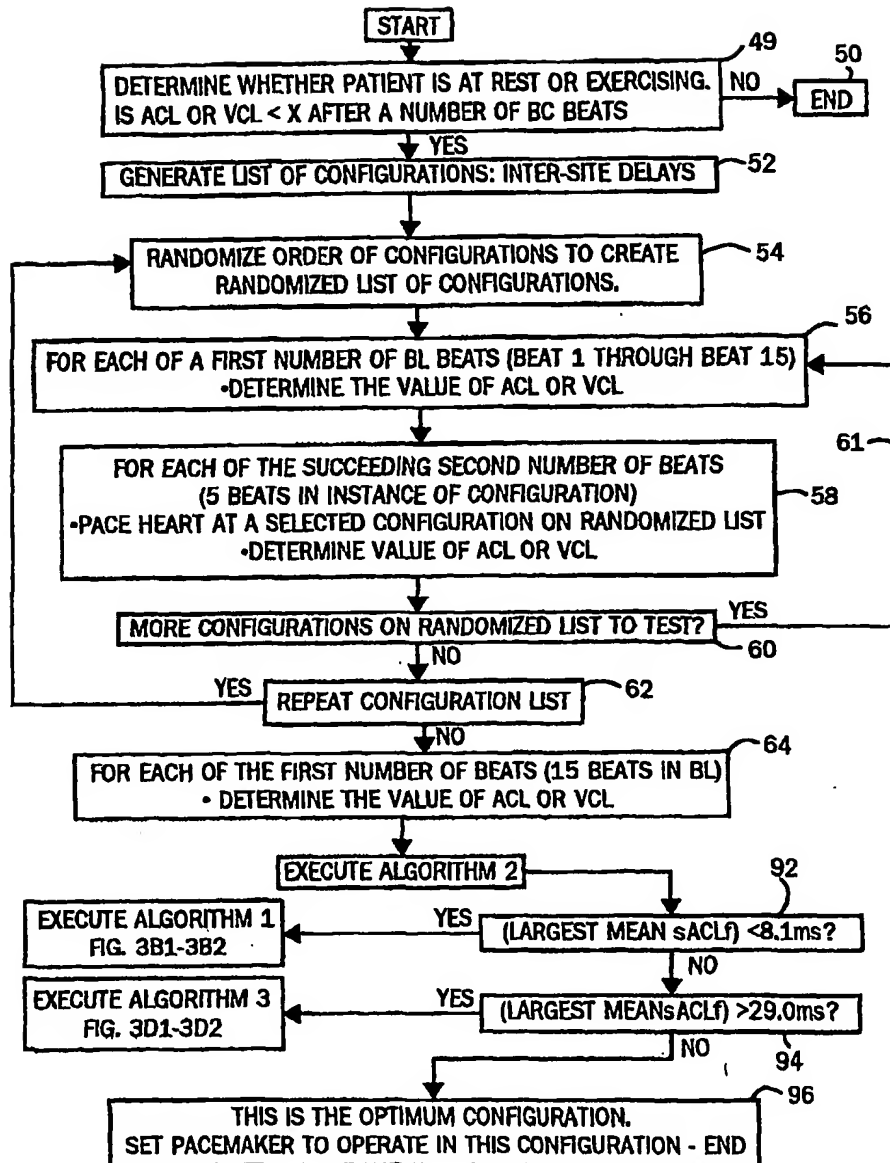 START
49
DETERMINE WHETHER PATIENT IS AT REST OR EXERCISING.
IS ACL OR VCL < X AFTER A NUMBER OF BC BEATS
NO
50
END
YES
GENERATE LIST OF CONFIGURATIONS: INTER-SITE DELAYS
52
RANDOMIZE ORDER OF CONFIGURATIONS TO CREATE
RANDOMIZED LIST OF CONFIGURATIONS.
54
56
FOR EACH OF A FIRST NUMBER OF BL BEATS (BEAT 1 THROUGH BEAT 15)
•DETERMINE THE VALUE OF ACL OR VCL
61
FOR EACH OF THE SUCCEEDING SECOND NUMBER OF BEATS
(5 BEATS IN INSTANCE OF CONFIGURATION)
•PACE HEART AT A SELECTED CONFIGURATION ON RANDOMIZED LIST
•DETERMINE VALUE OF ACL OR VCL
58
MORE CONFIGURATIONS ON RANDOMIZED LIST TO TEST?
YES
60
NO
YES
REPEAT CONFIGURATION LIST
62
NO
64
FOR EACH OF THE FIRST NUMBER OF BEATS (15 BEATS IN BL)
• DETERMINE THE VALUE OF ACL OR VCL
EXECUTE ALGORITHM 2
92
(LARGEST MEAN sACLf) <8.1ms?
YES
EXECUTE ALGORITHM 1
FIG. 3B1-3B2
NO
(LARGEST MEANsACLf) >29.0ms?
YES
EXECUTE ALGORITHM 3
FIG. 3D1-3D2
94
NO
96
THIS IS THE OPTIMUM CONFIGURATION.
SET PACEMAKER TO OPERATE IN THIS CONFIGURATION - END